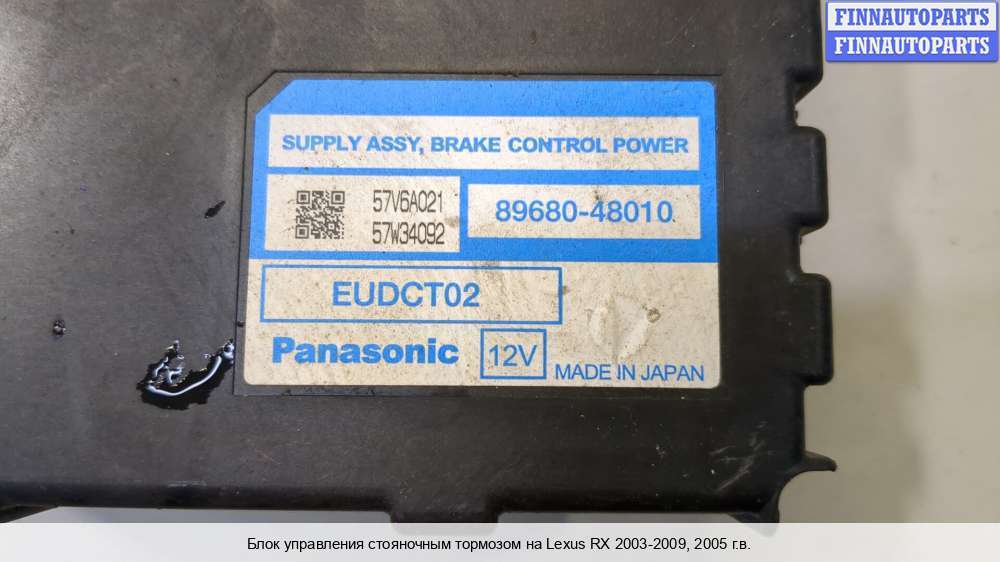 FINNAUTOPARTS
FINNAUTOPARTS
SUPPLY ASSY, BRAKE CONTROL POWER
57V6A021
57W34092
89680-48010
EUDCT02
Panasonic
12V
MADE IN JAPAN
Блок управления стояночным тормозом на Lexus RX 2003-2009, 2005 г.в.